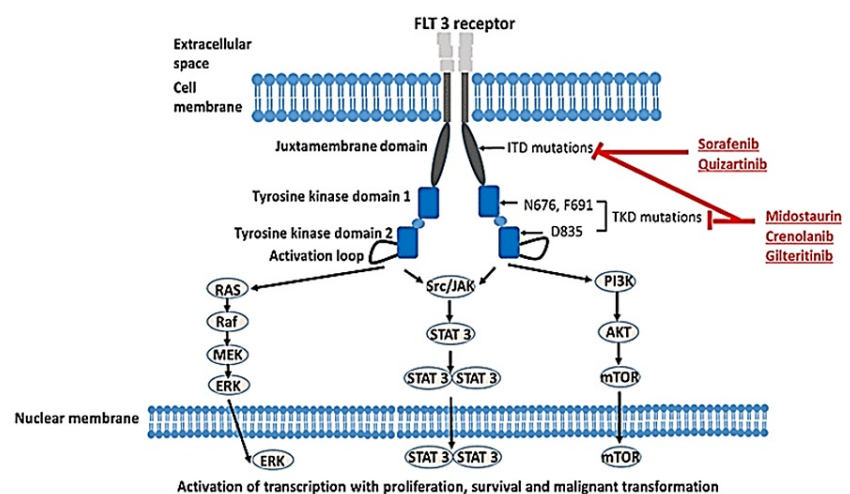 FLT 3 receptor
Extracellular
space
Cell
membrane
Juxtamembrane domain
ITD mutations
Sorafenib
Quizartinib
Tyrosine kinase domain 1
N676, F691
TKD mutations
Midostaurin
Crenolanib
Gilteritinib
Tyrosine kinase domain 2
D835
Activation loop
RAS
Src/JAK
PI3K
Raf
STAT 3
AKT
MEK
ERK
STAT 3 STAT 3
mTOR
Nuclear membrane
ERK
STAT 3 STAT 3
mTOR
Activation of transcription with proliferation, survival and malignant transformation